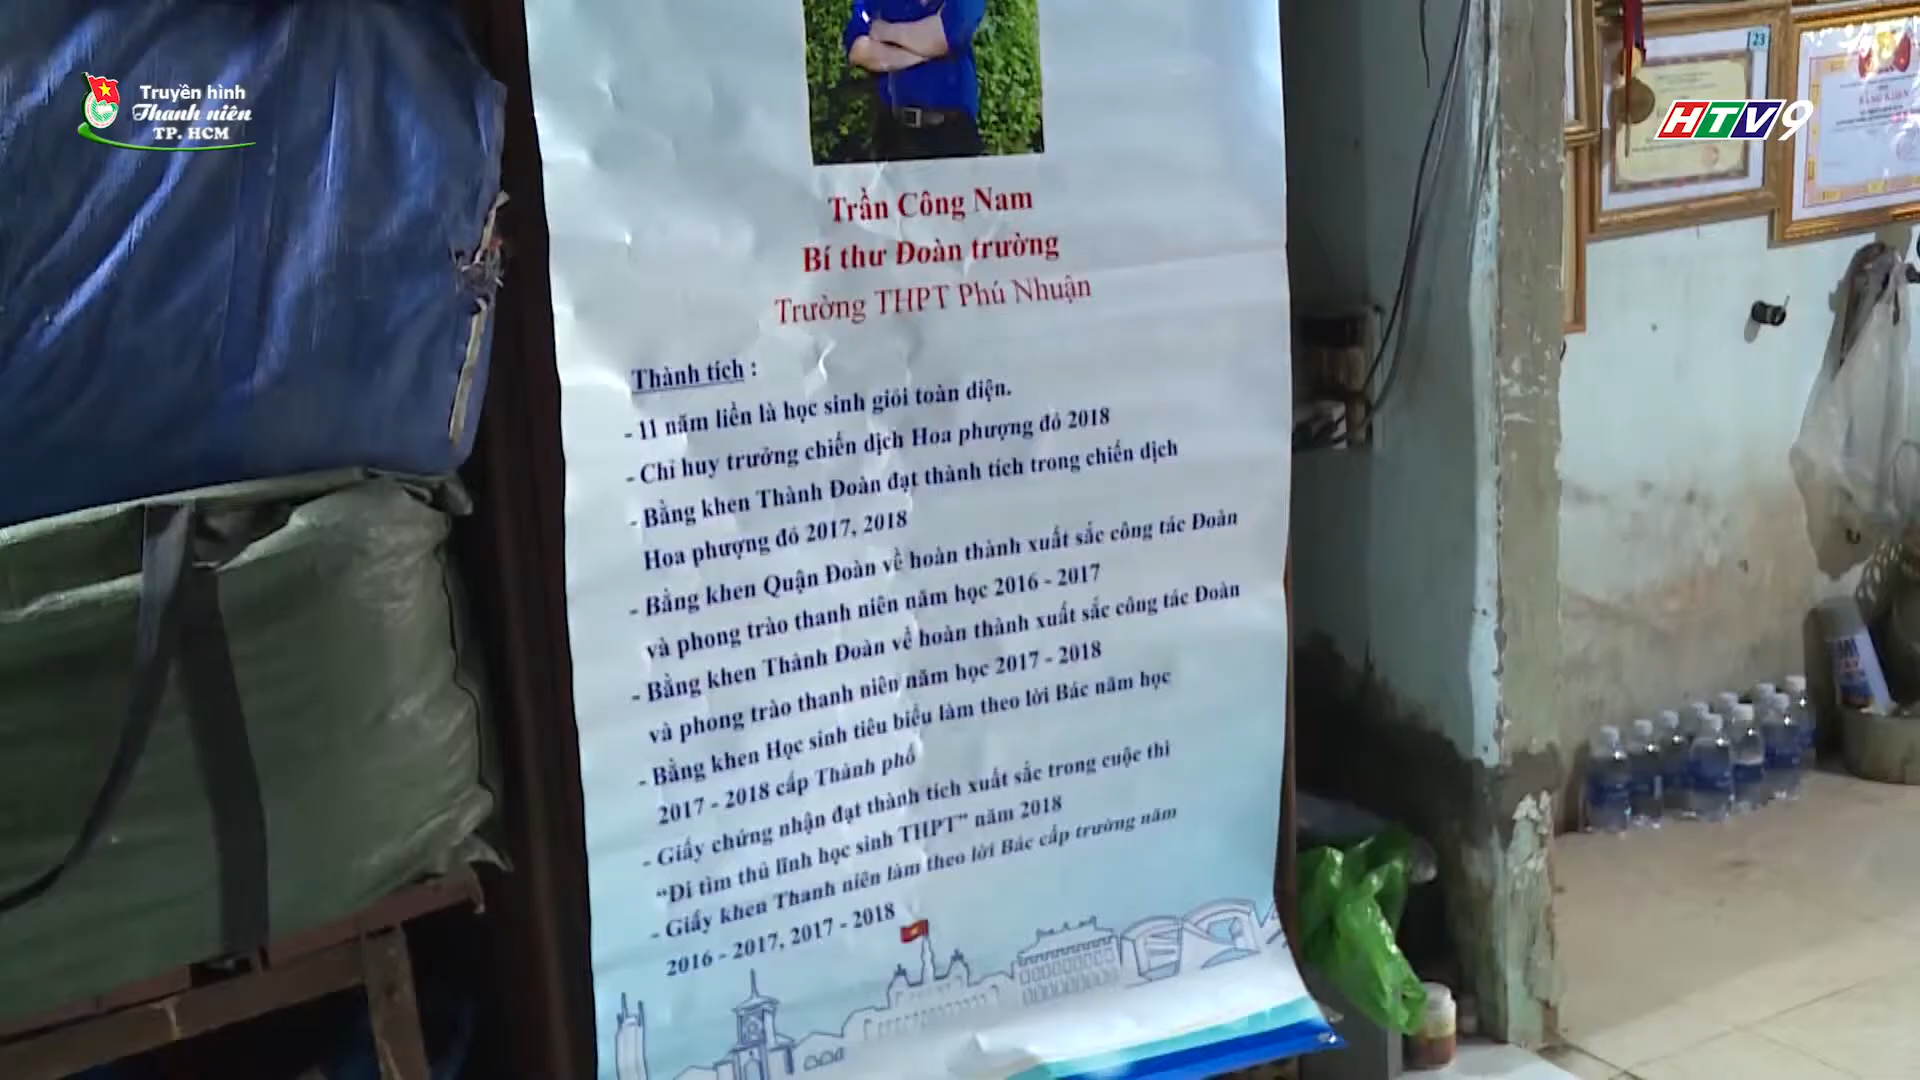 Truyền hình
Thanh niên
TP. HCM
HTV9
23
Trần Công Nam
Bí thư Đoàn trường
Trường THPT Phú Nhuận
Thành tích :
- 11 năm liền là học sinh giỏi toàn diện.
- Chỉ huy trưởng chiến dịch Hoa phượng đỏ 2018
- Bằng khen Thành Đoàn đạt thành tích trong chiến dịch
Hoa phượng đỏ 2017, 2018
- Bằng khen Quận Đoàn về hoàn thành xuất sắc công tác Đoàn
và phong trào thanh niên năm học 2016 - 2017
- Bằng khen Thành Đoàn về hoàn thành xuất sắc công tác Đoàn
và phong trào thanh niên năm học 2017 - 2018
- Bằng khen Học sinh tiêu biểu làm theo lời Bác năm học
2017 - 2018 cấp Thành phố
- Giấy chứng nhận đạt thành tích xuất sắc trong cuộc thi
“Đi tìm thủ lĩnh học sinh THPT” năm 2018
- Giấy khen Thanh niên làm theo lời Bác cấp trường năm
2016 - 2017, 2017 - 2018